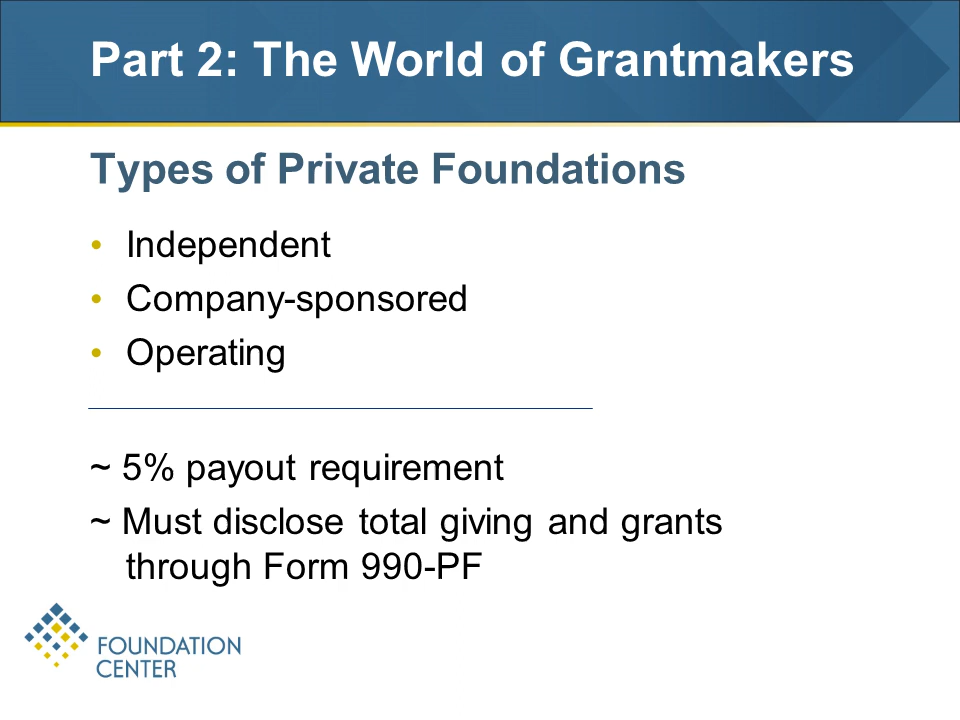 Part 2: The World of Grantmakers
Types of Private Foundations
• Independent
• Company-sponsored
• Operating
~ 5% payout requirement
~ Must disclose total giving and grants
through Form 990-PF
FOUNDATION
CENTER